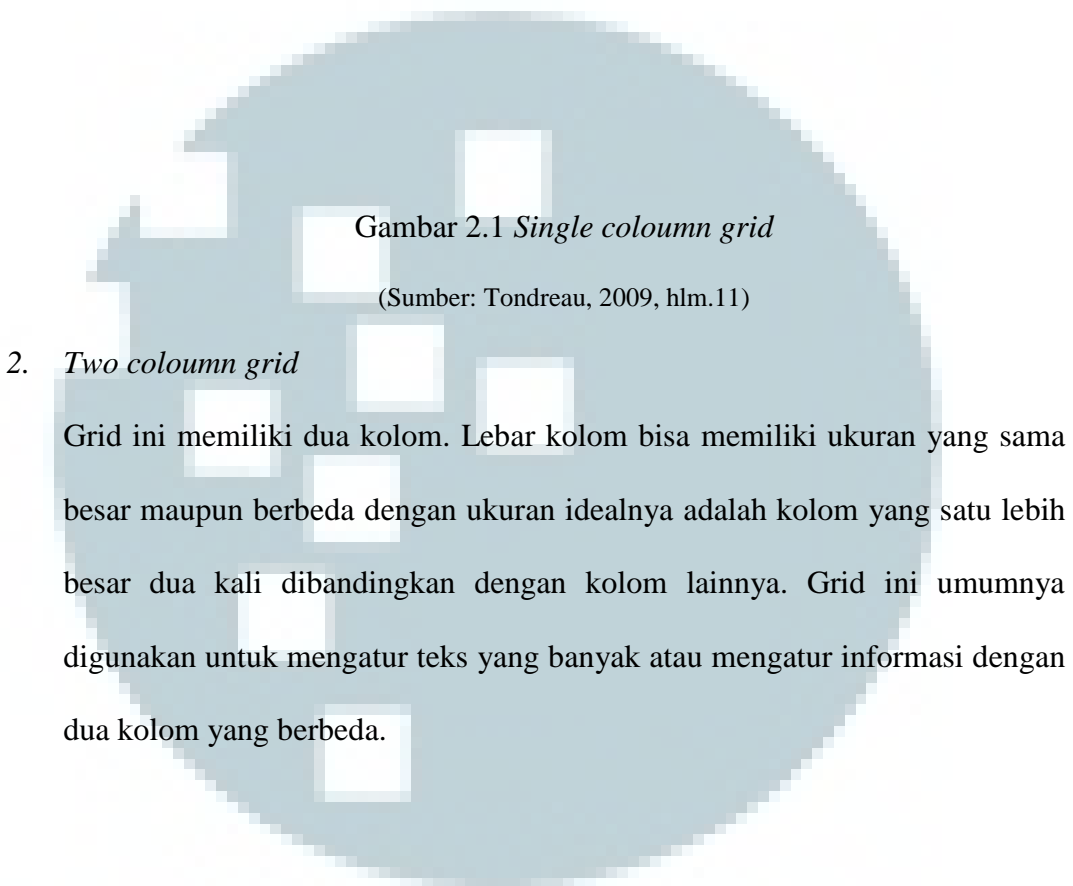 Gambar 2.1 Single coloumn grid
(Sumber: Tondreau, 2009, hlm.11)
2. Two coloumn grid
Grid ini memiliki dua kolom. Lebar kolom bisa memiliki ukuran yang sama
besar maupun berbeda dengan ukuran idealnya adalah kolom yang satu lebih
besar dua kali dibandingkan dengan kolom lainnya. Grid ini umumnya
digunakan untuk mengatur teks yang banyak atau mengatur informasi dengan
dua kolom yang berbeda.